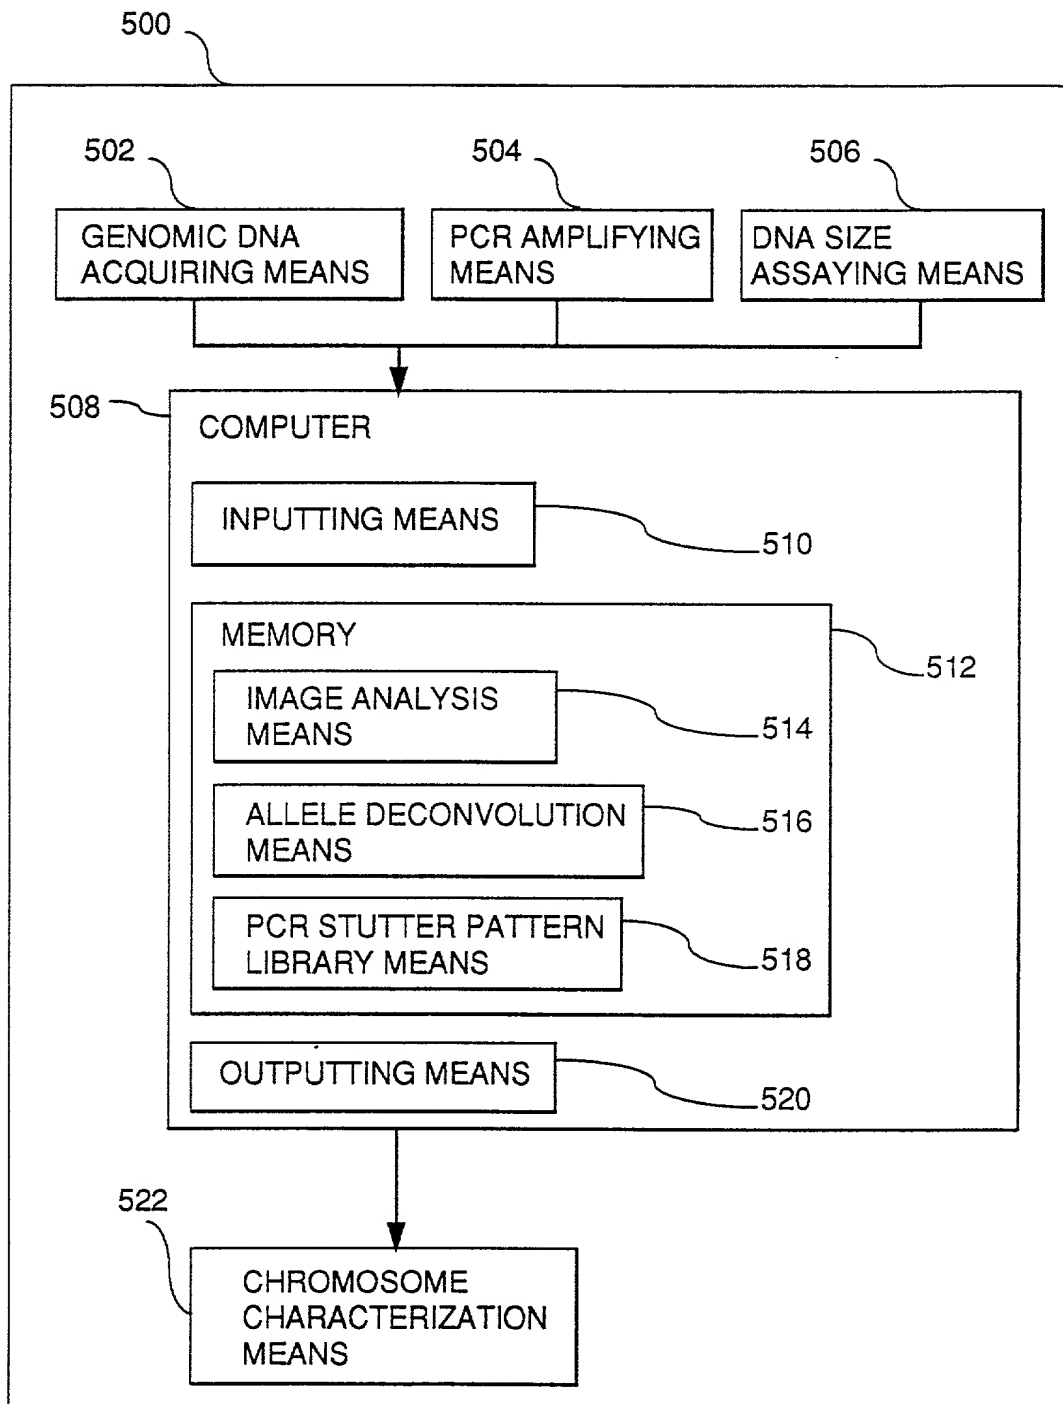 500
502
504
506
GENOMIC DNA
ACQUIRING MEANS
PCR AMPLIFYING
MEANS
DNA SIZE
ASSAYING MEANS
508
COMPUTER
INPUTTING MEANS
510
MEMORY
512
IMAGE ANALYSIS
MEANS
514
ALLELE DECONVOLUTION
MEANS
516
PCR STUTTER PATTERN
LIBRARY MEANS
518
OUTPUTTING MEANS
520
522
CHROMOSOME
CHARACTERIZATION
MEANS